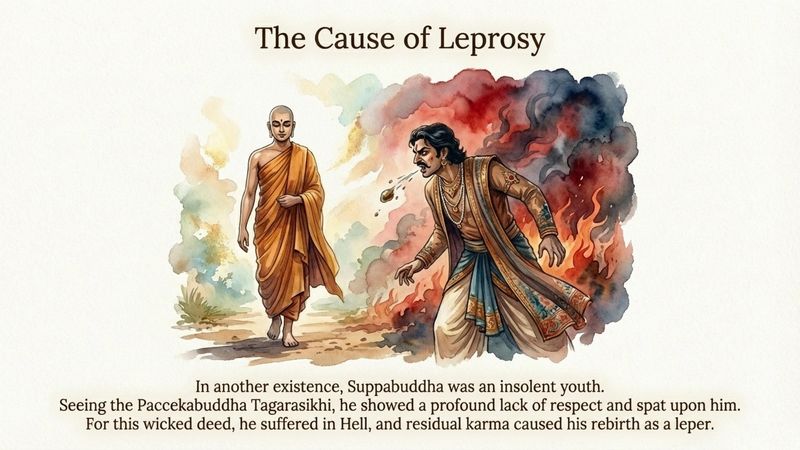 The Cause of Leprosy
In another existence, Suppabuddha was an insolent youth.
Seeing the Paccekabuddha Tagarasikhi, he showed a profound lack of respect and spat upon him.
For this wicked deed, he suffered in Hell, and residual karma caused his rebirth as a leper.